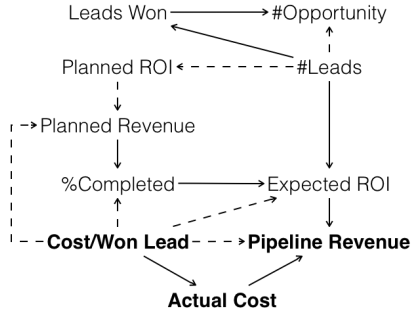 Leads Won #Opportunity
Planned ROI #Leads
Planned Revenue
%Completed Expected ROI
Cost/Won Lead Pipeline Revenue
Actual Cost